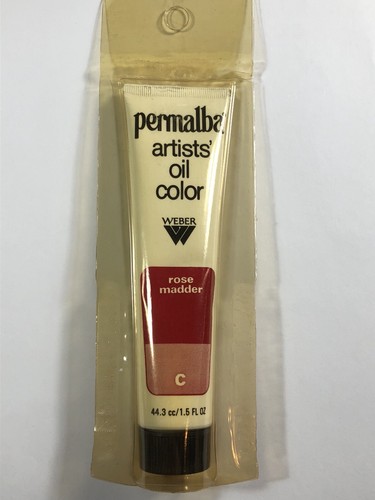 permalba
artists'
oil
color
WEBER
W
rose
madder
C
44.3 cc/1.5 FL OZ